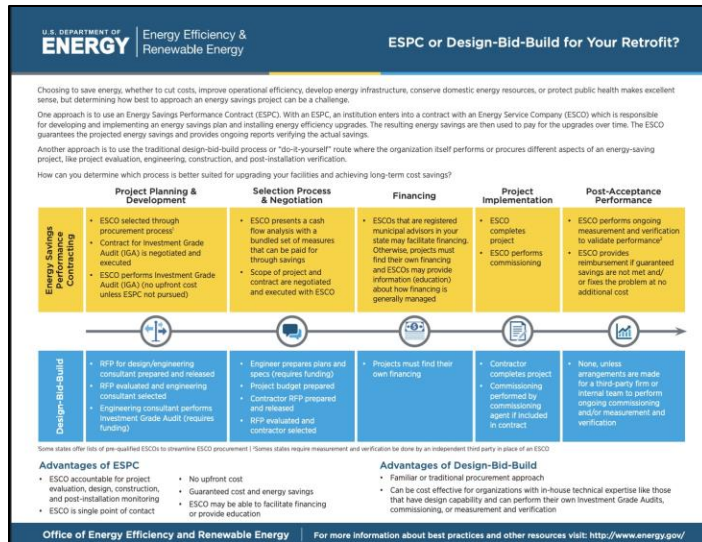 U.S. DEPARTMENT OF
ENERGY
Energy Efficiency &
Renewable Energy
ESPC or Design-Bid-Build for Your Retrofit?
Choosing to save energy, whether to cut costs, improve operational efficiency, develop energy infrastructure, conserve domestic energy resources, or protect public health makes excellent
sense, but determining how best to approach an energy savings project can be a challenge.
One approach is to use an Energy Savings Performance Contract (ESPC). With an ESPC, an institution enters into a contract with an Energy Service Company (ESCO) which is responsible
for developing and implementing an energy savings plan and installing energy efficiency upgrades. The resulting energy savings are then used to pay for the upgrades over time. The ESCO
guarantees the projected energy savings and provides ongoing reports verifying the actual savings.
Another approach is to use the traditional design-bid-build process or "do-it-yourself" route where the organization itself performs or procures different aspects of an energy-saving
project, like project evaluation, engineering, construction, and post-installation verification.
How can you determine which process is better suited for upgrading your facilities and achieving long-term cost savings?
Project Planning &
Development
Selection Process
& Negotiation
Financing
Project
Implementation
Post-Acceptance
Performance
Energy Savings
Performance
Contracting
• ESCO selected through
procurement process¹
• Contract for Investment Grade
Audit (IGA) is negotiated and
executed
• ESCO performs Investment Grade
Audit (IGA) (no upfront cost
unless ESPC not pursued)
• ESCO presents a cash
flow analysis with a
bundled set of measures
that can be paid for
through savings
• Scope of project and
contract are negotiated
and executed with ESCO
• ESCOs that are registered
municipal advisors in your
state may facilitate financing.
Otherwise, projects must
find their own financing
and ESCOs may provide
information (education)
about how financing is
generally managed
• ESCO
completes
project
• ESCO performs
commissioning
• ESCO performs ongoing
measurement and verification
to validate performance²
• ESCO provides
reimbursement if guaranteed
savings are not met and/
or fixes the problem at no
additional cost
Design-Bid-Build
• RFP for design/engineering
consultant prepared and released
• RFP evaluated and engineering
consultant selected
• Engineering consultant performs
Investment Grade Audit (requires
funding)
• Engineer prepares plans and
specs (requires funding)
• Project budget prepared
• Contractor RFP prepared
and released
• RFP evaluated and
contractor selected
• Projects must find their
own financing
• Contractor
completes project
• Commissioning
performed by
commissioning
agent if included
in contract
• None, unless
arrangements are made
for a third-party firm or
internal team to perform
ongoing commissioning
and/or measurement and
verification
¹Some states offer lists of pre-qualified ESCOs to streamline ESCO procurement | ²Somes states require measurement and verification be done by an independent third party in place of an ESCO
Advantages of ESPC
• ESCO accountable for project
evaluation, design, construction,
and post-installation monitoring
• ESCO is single point of contact
• No upfront cost
• Guaranteed cost and energy savings
• ESCO may be able to facilitate financing
or provide education
Advantages of Design-Bid-Build
• Familiar or traditional procurement approach
• Can be cost effective for organizations with in-house technical expertise like those
that have design capability and can perform their own Investment Grade Audits,
commissioning, or measurement and verification
Office of Energy Efficiency and Renewable Energy
For more information about best practices and other resources visit: http://www.energy.gov/